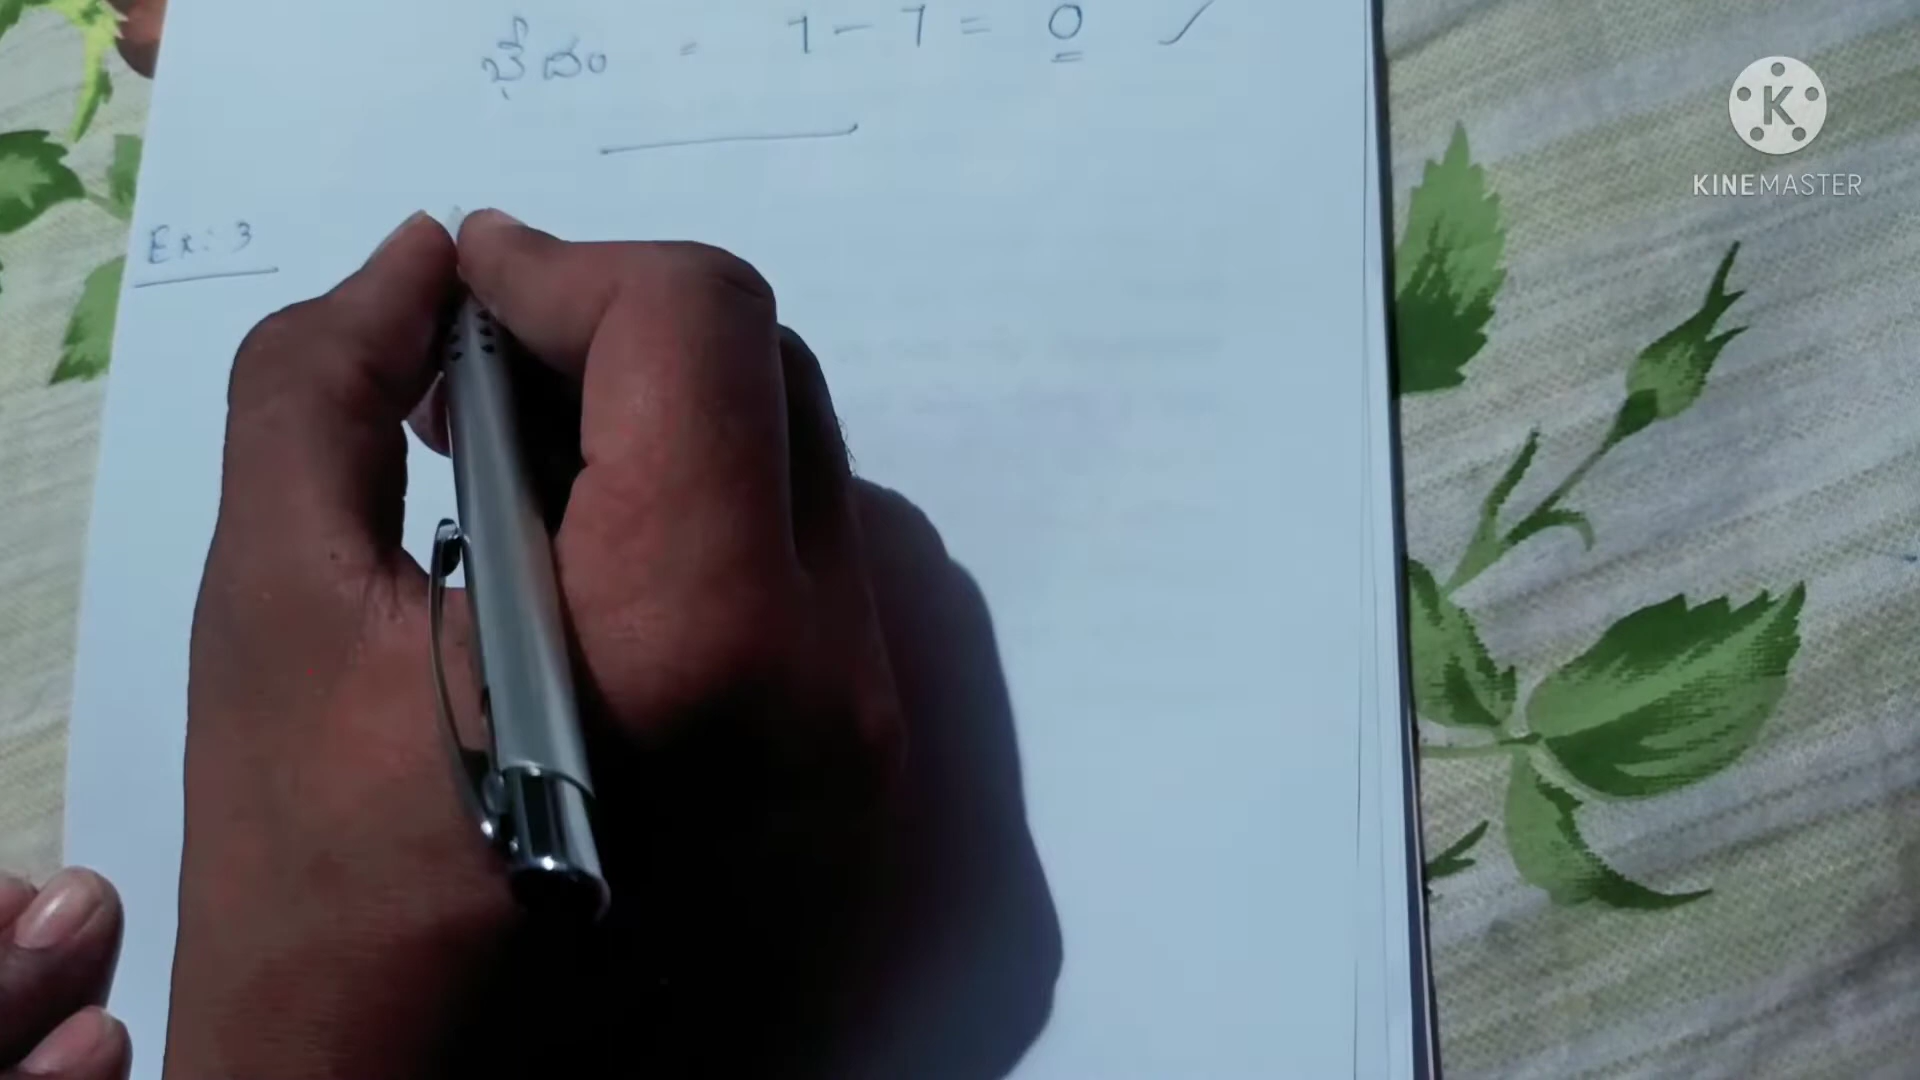 భేదం = 7 - 7 = 0 ✓
Ex: 3
KINEMASTER